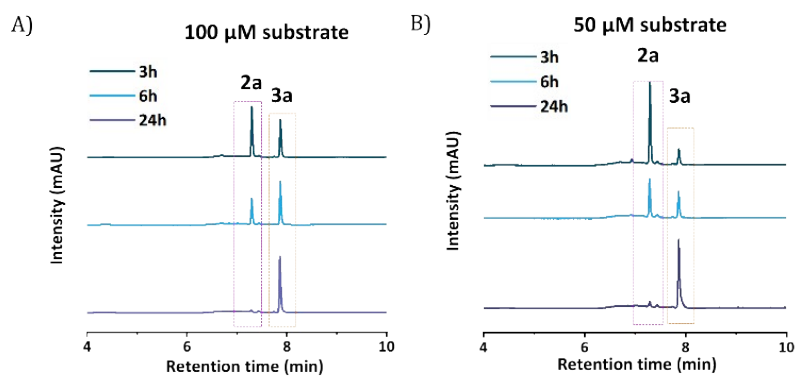 A)
100 µM substrate
3h
6h
24h
2a
3a
Intensity (mAU)
4
6
8
10
Retention time (min)
B)
50 µM substrate
3h
6h
24h
2a
3a
Intensity (mAU)
4
6
8
10
Retention time (min)